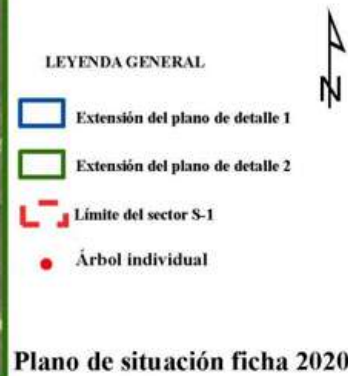 LEYENDA GENERAL
N
Extensión del plano de detalle 1
Extensión del plano de detalle 2
Límite del sector S-1
Árbol individual
Plano de situación ficha 2020